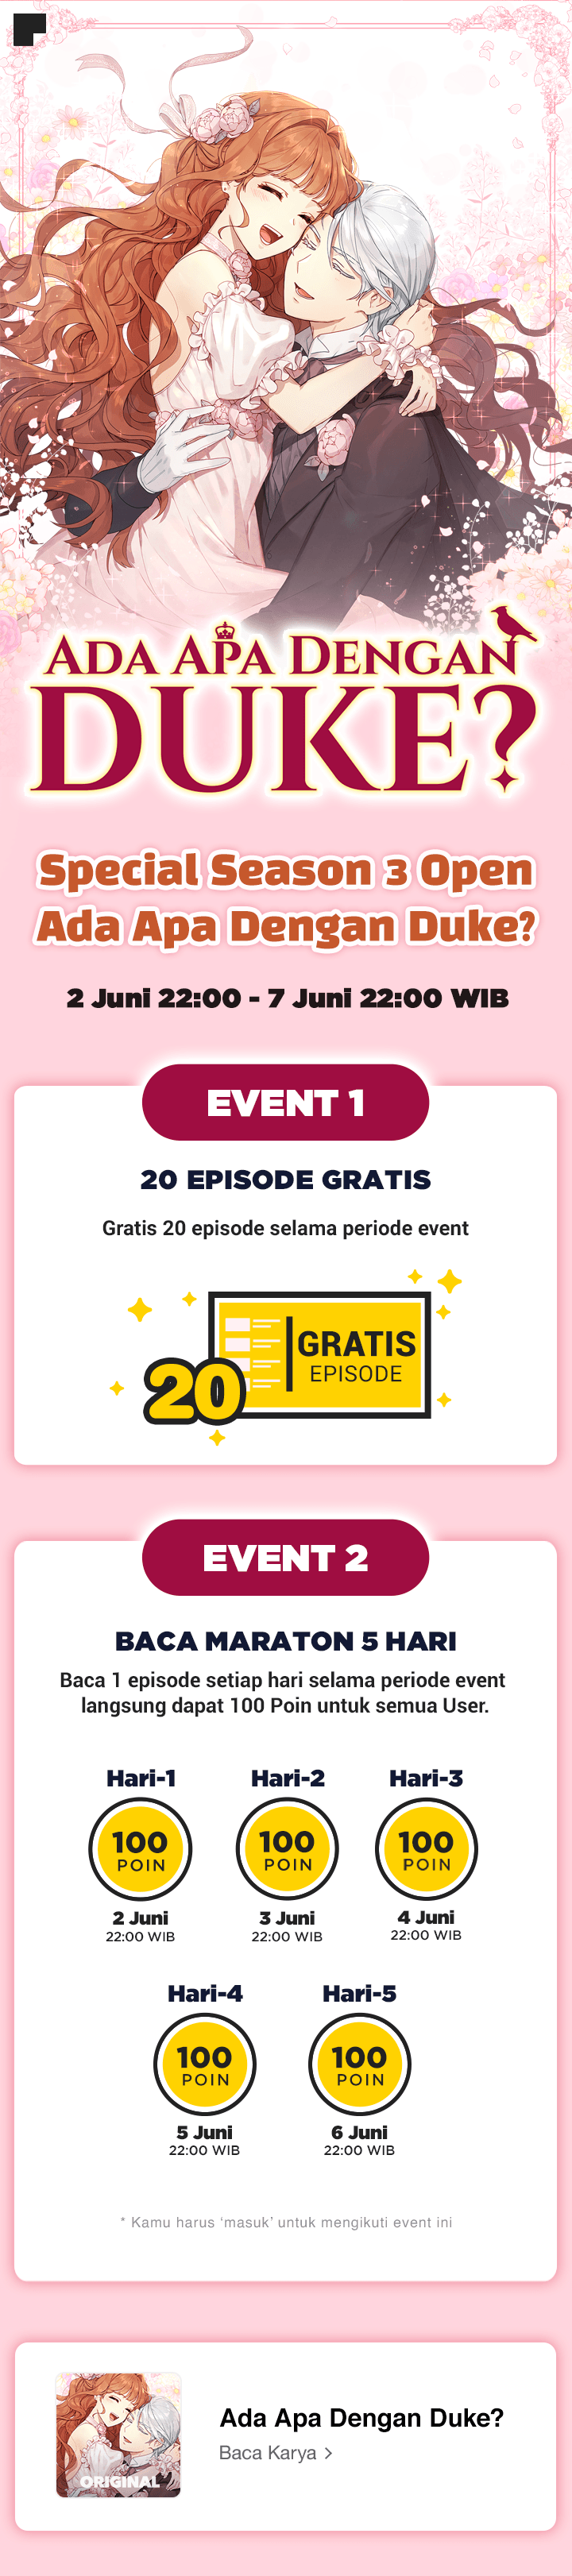 ADA APA DENGAN
DUKE?
Special Season 3 Open
Ada Apa Dengan Duke?
2 Juni 22:00 - 7 Juni 22:00 WIB
EVENT 1
20 EPISODE GRATIS
Gratis 20 episode selama periode event
GRATIS
EPISODE
20
EVENT 2
BACA MARATON 5 HARI
Baca 1 episode setiap hari selama periode event
langsung dapat 100 Poin untuk semua User.
Hari-1 Hari-2 Hari-3
100 100 100
POIN POIN POIN
2 Juni 3 Juni 4 Juni
22:00 WIB 22:00 WIB 22:00 WIB
Hari-4 Hari-5
100 100
POIN POIN
5 Juni 6 Juni
22:00 WIB 22:00 WIB
* Kamu harus ‘masuk’ untuk mengikuti event ini
Ada Apa Dengan Duke?
Baca Karya >
ORIGINAL